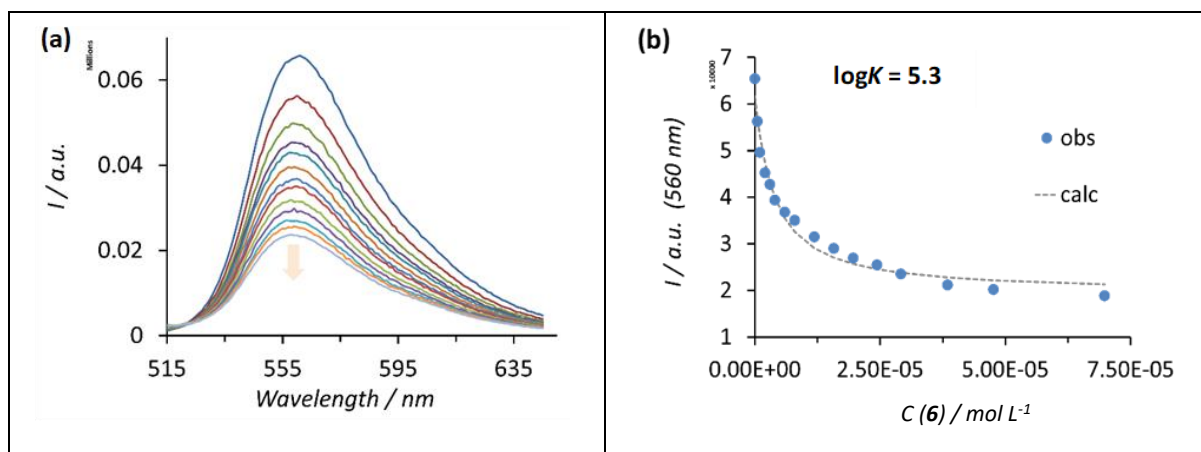 (a)
Millions
0.06
0.04
0.02
0
I / a.u.
515 555 595 635
Wavelength / nm
(b)
x 10000
7
6
5
4
3
2
1
I / a.u. (560 nm)
logK = 5.3
obs
calc
0.00E+00 2.50E-05 5.00E-05 7.50E-05
C (6) / mol L⁻¹